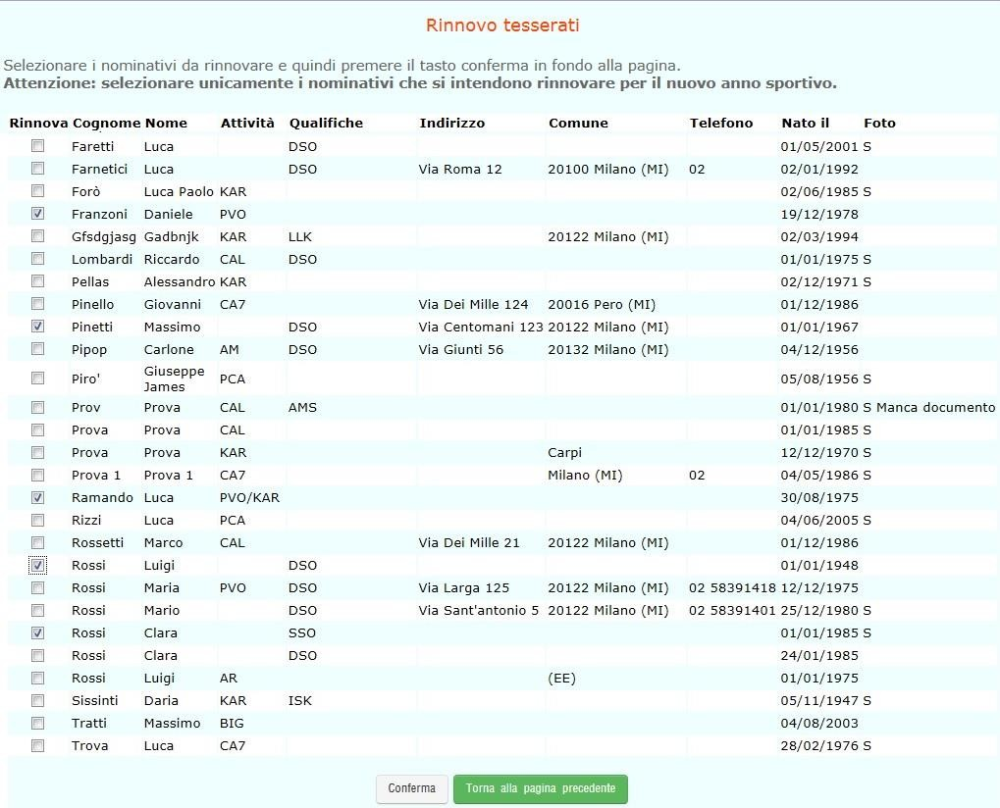 Rinnovo tesserati
Selezionare i nominativi da rinnovare e quindi premere il tasto conferma in fondo alla pagina.
Attenzione: selezionare unicamente i nominativi che si intendono rinnovare per il nuovo anno sportivo.
Rinnova Cognome Nome Attività Qualifiche Indirizzo Comune Telefono Nato il Foto
Faretti Luca DSO 01/05/2001 S
Farnetici Luca DSO Via Roma 12 20100 Milano (MI) 02 02/01/1992
Forò Luca Paolo KAR 02/06/1985 S
Franzoni Daniele PVO 19/12/1978
Gfsdgjasg Gadbnjk KAR LLK 20122 Milano (MI) 02/03/1994
Lombardi Riccardo CAL DSO 01/01/1975 S
Pellas Alessandro KAR 02/12/1971 S
Pinello Giovanni CA7 Via Dei Mille 124 20016 Pero (MI) 01/12/1986
Pinetti Massimo DSO Via Centomani 123 20122 Milano (MI) 01/01/1967
Pipop Carlone AM DSO Via Giunti 56 20132 Milano (MI) 04/12/1956
Piro' Giuseppe James PCA 05/08/1956 S
Prov Prova CAL AMS 01/01/1980 S Manca documento
Prova Prova CAL 01/01/1985 S
Prova Prova KAR Carpi 12/12/1970 S
Prova 1 Prova 1 CA7 Milano (MI) 02 04/05/1986 S
Ramando Luca PVO/KAR 30/08/1975
Rizzi Luca PCA 04/06/2005 S
Rossetti Marco CAL Via Dei Mille 21 20122 Milano (MI) 01/12/1986
Rossi Luigi DSO 01/01/1948
Rossi Maria PVO DSO Via Larga 125 20122 Milano (MI) 02 58391418 12/12/1975
Rossi Mario DSO Via Sant'antonio 5 20122 Milano (MI) 02 58391401 25/12/1980 S
Rossi Clara SSO 01/01/1985 S
Rossi Clara DSO 24/01/1985
Rossi Luigi AR (EE) 01/01/1975
Sissinti Daria KAR ISK 05/11/1947 S
Tratti Massimo BIG 04/08/2003
Trova Luca CA7 28/02/1976 S
Conferma Torna alla pagina precedente